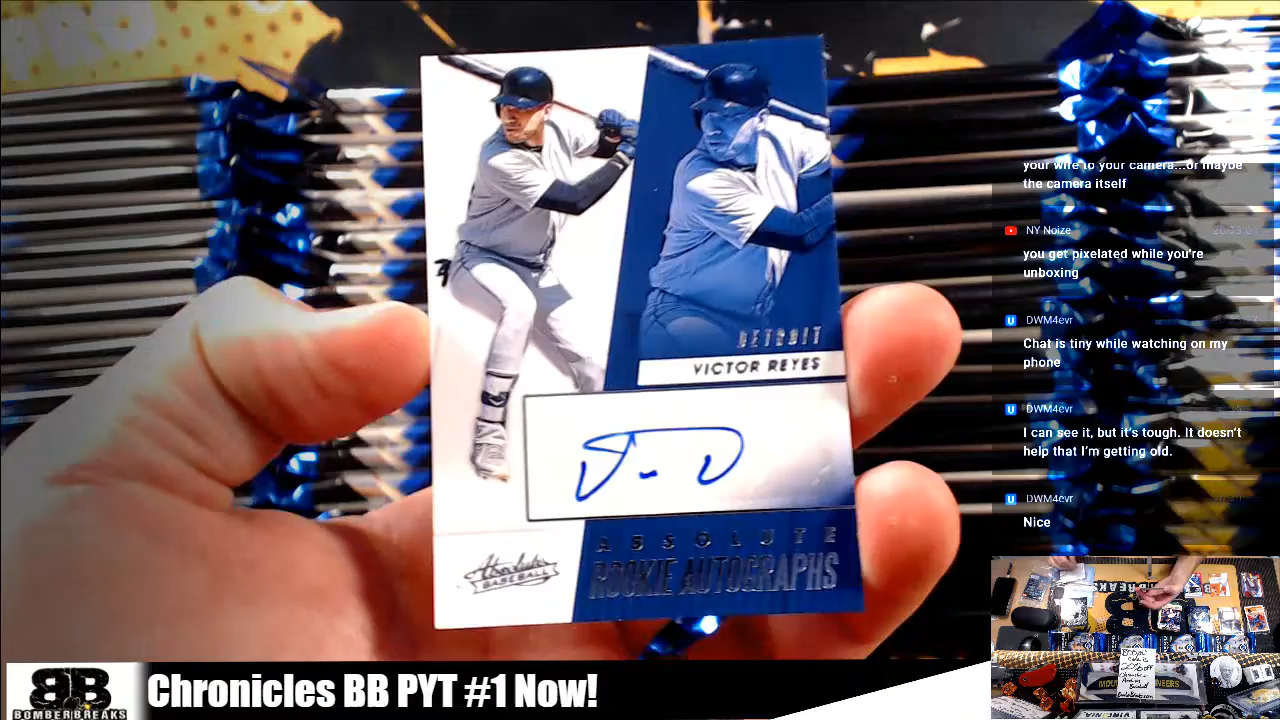 DETROIT
VICTOR REYES
ABSOLUTE
ROOKIE AUTOGRAPHS
Absolute
BASEBALL
your wife to your camera...or maybe
the camera itself
NY Noize
you get pixelated while you're
unboxing
DWM4evr
Chat is tiny while watching on my
phone
DWM4evr
I can see it, but it's tough. It doesn't
help that I'm getting old.
DWM4evr
Nice
BB
BOMBER BREAKS
Chronicles BB PYT #1 Now!